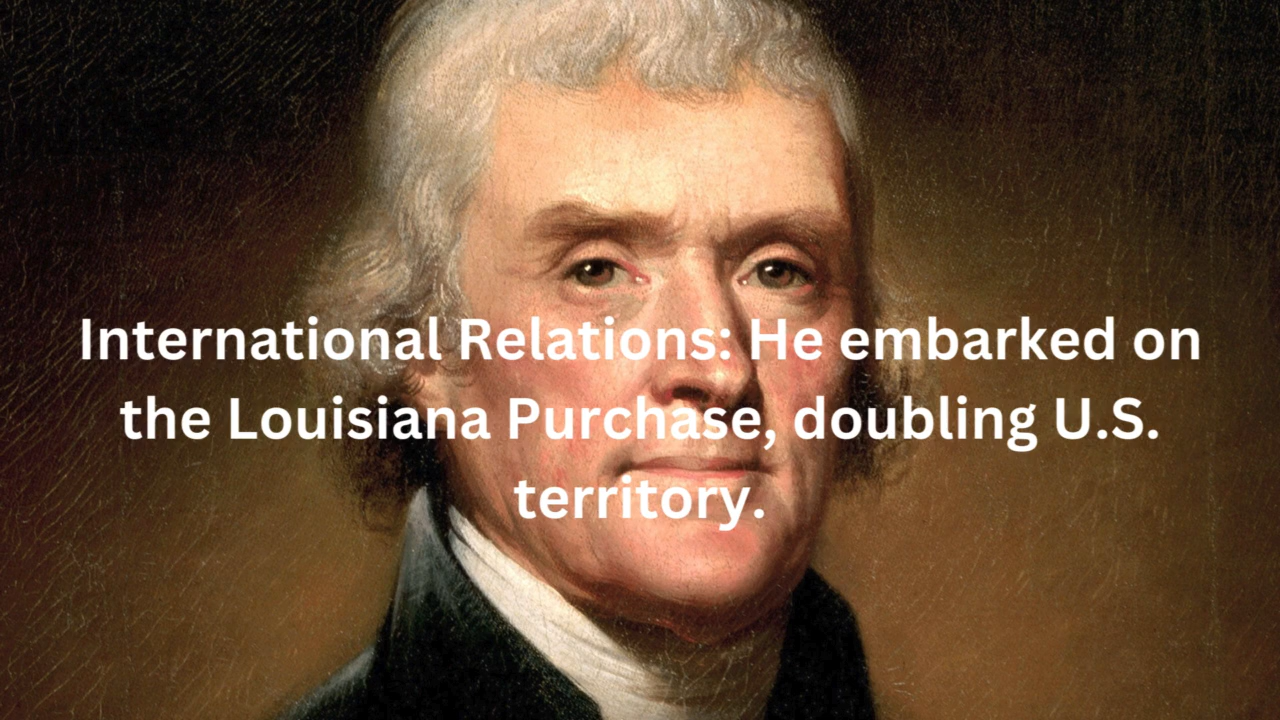 International Relations: He embarked on
the Louisiana Purchase, doubling U.S.
territory.